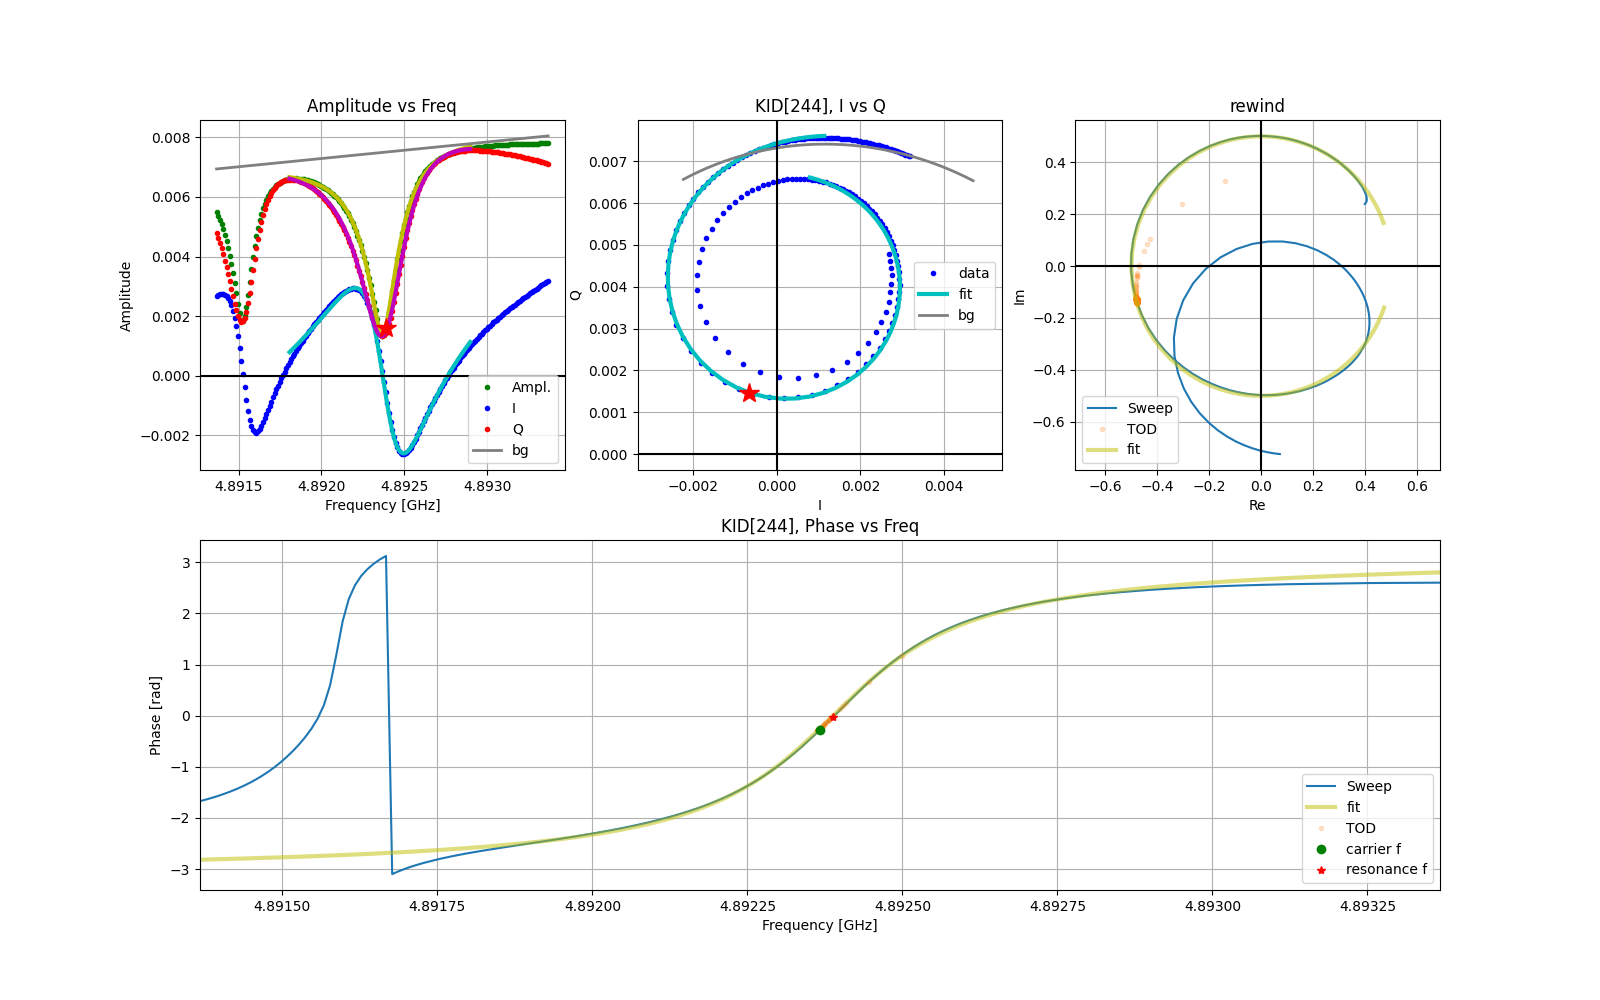 Amplitude vs Freq
Amplitude
0.008
0.006
0.004
0.002
0.000
−0.002
4.8915
4.8920
4.8925
4.8930
Frequency [GHz]
Ampl.
I
Q
bg
KID[244], I vs Q
Q
0.007
0.006
0.005
0.004
0.003
0.002
0.001
0.000
−0.002
0.000
0.002
0.004
I
data
fit
bg
rewind
Im
0.4
0.2
0.0
−0.2
−0.4
−0.6
−0.6
−0.4
−0.2
0.0
0.2
0.4
0.6
Re
Sweep
TOD
fit
KID[244], Phase vs Freq
Phase [rad]
3
2
1
0
−1
−2
−3
4.89150
4.89175
4.89200
4.89225
4.89250
4.89275
4.89300
4.89325
Frequency [GHz]
Sweep
fit
TOD
carrier f
resonance f